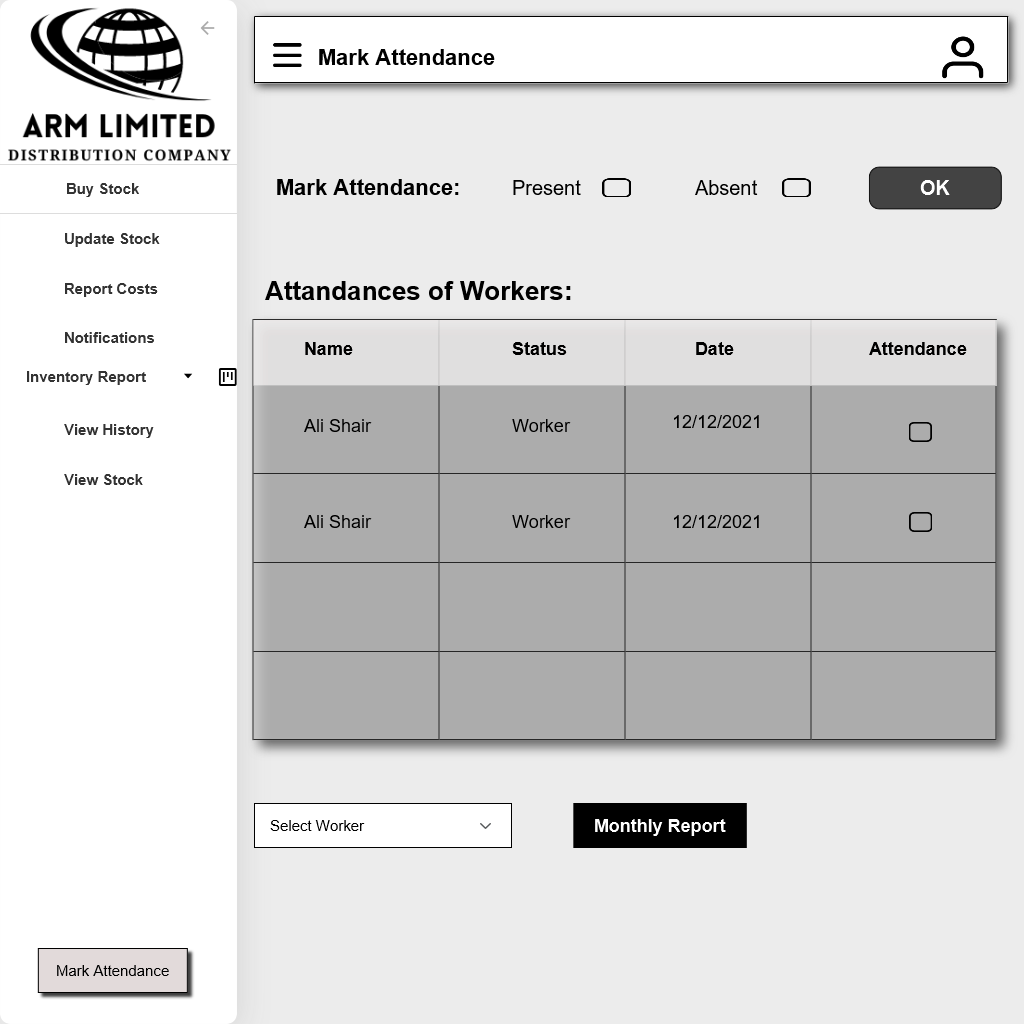 ARM LIMITED
DISTRIBUTION COMPANY
Buy Stock
Update Stock
Report Costs
Notifications
Inventory Report
View History
View Stock
Mark Attendance
Mark Attendance
Mark Attendance: Present Absent OK
Attandances of Workers:
Name Status Date Attendance
Ali Shair Worker 12/12/2021
Ali Shair Worker 12/12/2021
Select Worker Monthly Report